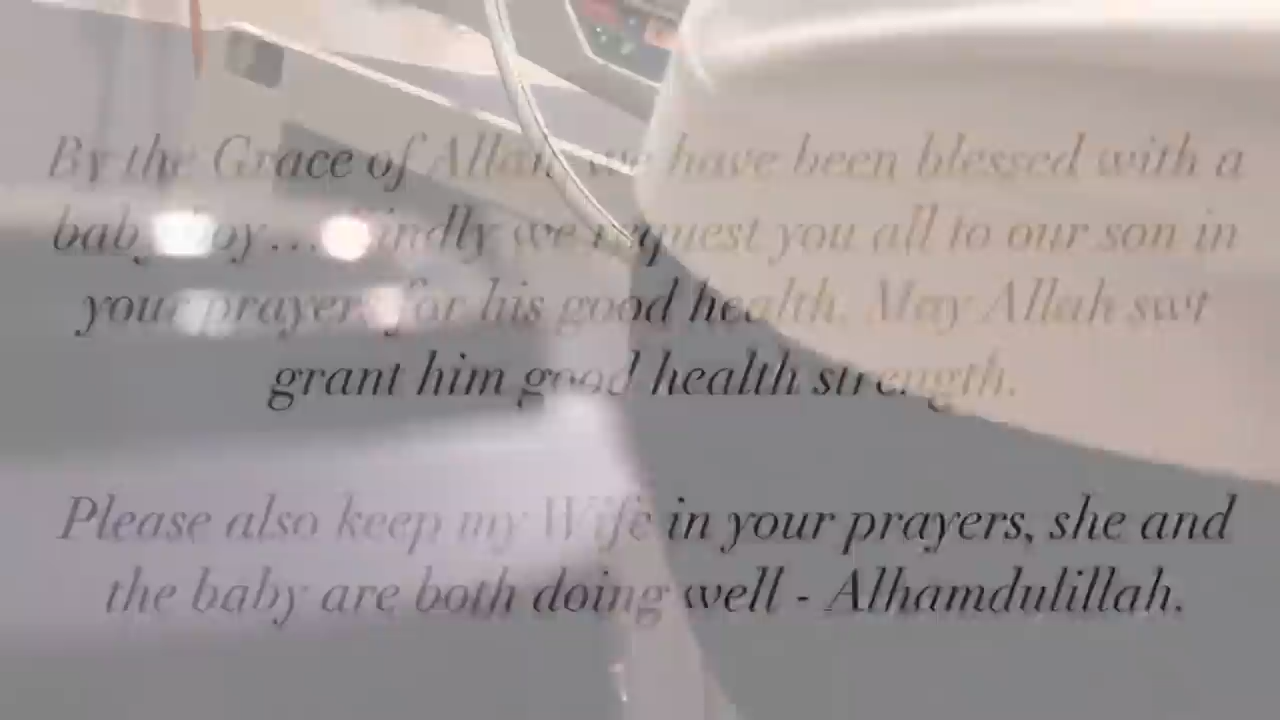 By the Grace of Allah we have been blessed with a
baby boy... Kindly we request you all to our son in
your prayers for his good health. May Allah swt
grant him good health strength.
Please also keep my Wife in your prayers, she and
the baby are both doing well - Alhamdulillah.